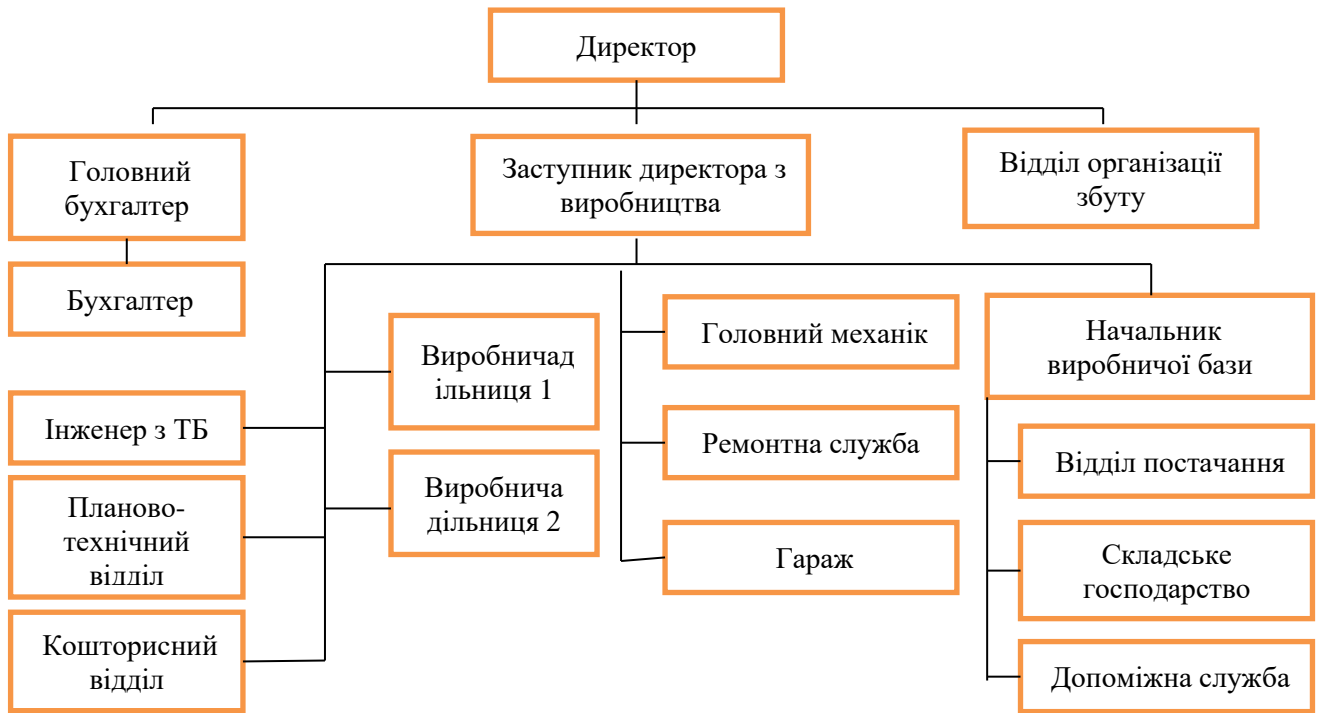 Директор
Головний
бухгалтер
Заступник директора з
виробництва
Відділ організації
збуту
Бухгалтер
Виробничад
ільниця 1
Головний механік
Начальник
виробничої бази
Інженер з ТБ
Ремонтна служба
Відділ постачання
Планово-
технічний
відділ
Виробнича
дільниця 2
Гараж
Складське
господарство
Кошторисний
відділ
Допоміжна служба